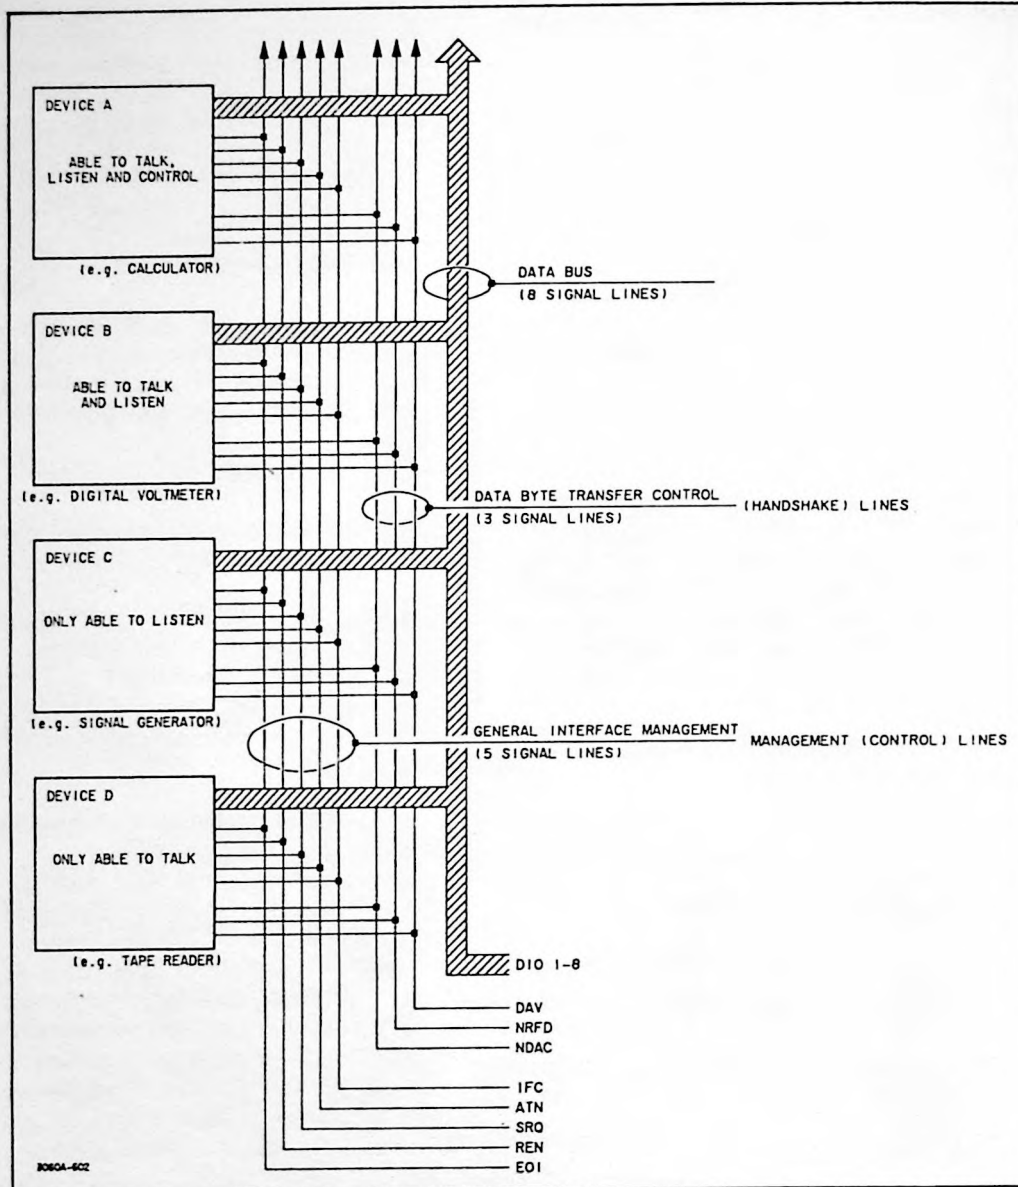 DEVICE A
ABLE TO TALK,
LISTEN AND CONTROL
(e.g. CALCULATOR)
DATA BUS
(8 SIGNAL LINES)
DEVICE B
ABLE TO TALK
AND LISTEN
(e.g. DIGITAL VOLTMETER)
DATA BYTE TRANSFER CONTROL
(3 SIGNAL LINES)
(HANDSHAKE) LINES
DEVICE C
ONLY ABLE TO LISTEN
(e.g. SIGNAL GENERATOR)
GENERAL INTERFACE MANAGEMENT
(5 SIGNAL LINES)
MANAGEMENT (CONTROL) LINES
DEVICE D
ONLY ABLE TO TALK
(e.g. TAPE READER)
DIO 1-8
DAV
NRFD
NDAC
IFC
ATN
SRQ
REN
EOI
3060A-602